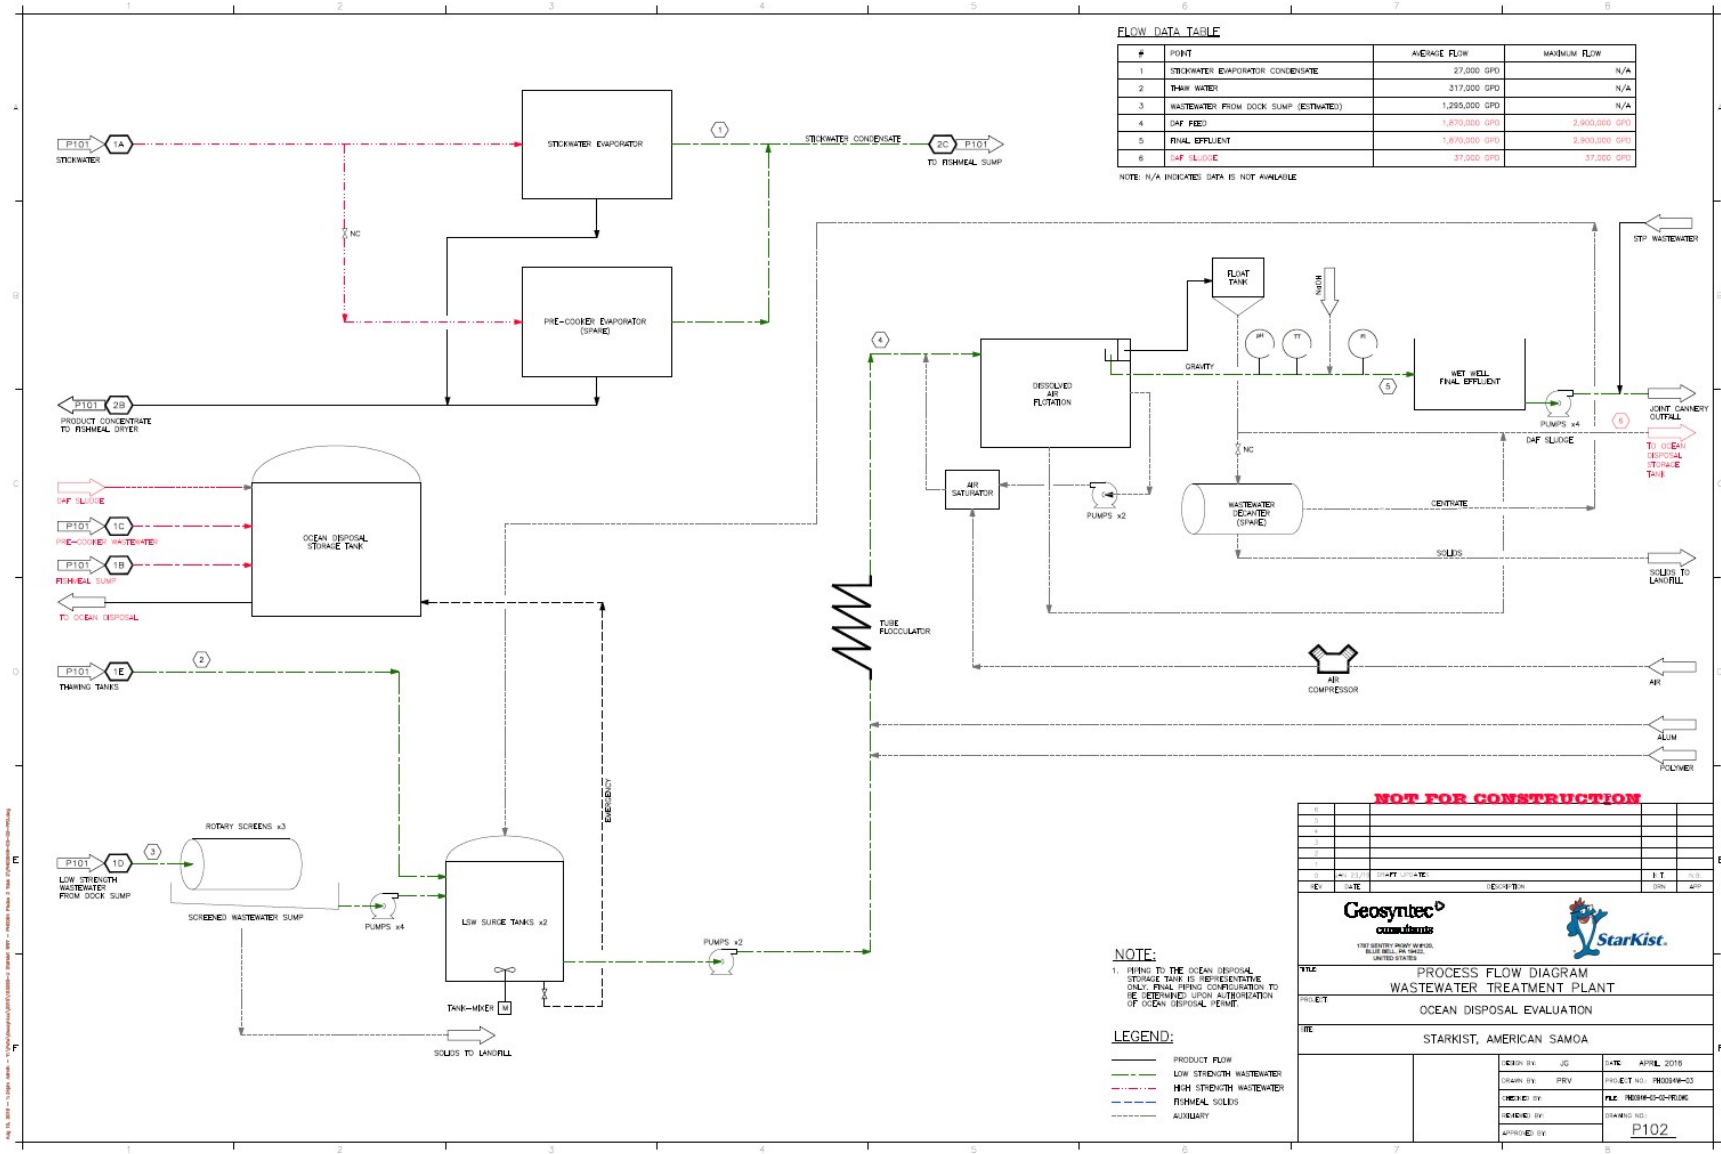 FLOW DATA TABLE
# POINT AVERAGE FLOW MAXIMUM FLOW
1 STICKWATER EVAPORATOR CONDENSATE 27,000 GPD N/A
2 THAW WATER 317,000 GPD N/A
3 WASTEWATER FROM DOCK SUMP (ESTIMATED) 1,295,000 GPD N/A
4 DAF FEED 1,870,000 GPD 2,900,000 GPD
5 FINAL EFFLUENT 1,870,000 GPD 2,900,000 GPD
6 DAF SLUDGE 37,000 GPD 37,000 GPD
NOTE: N/A INDICATES DATA IS NOT AVAILABLE
P101 1A
STICKWATER
STICKWATER EVAPORATOR
1
STICKWATER CONDENSATE
2C P101
TO FISHMEAL SUMP
NC
PRE-COOKER EVAPORATOR
(SPARE)
P101 2B
PRODUCT CONCENTRATE
TO FISHMEAL DRYER
STP WASTEWATER
FLOAT
TANK
NaOH
4
DISSOLVED
AIR
FLOTATION
GRAVITY
pH
TT
FI
5
WET WELL
FINAL EFFLUENT
PUMPS x4
JOINT CANNERY
OUTFALL
DAF SLUDGE
6
TO OCEAN
DISPOSAL
STORAGE
TANK
NC
AIR
SATURATOR
PUMPS x2
WASTEWATER
DECANTER
(SPARE)
CENTRATE
SOLIDS
SOLIDS TO
LANDFILL
DAF SLUDGE
P101 1C
PRE-COOKER WASTEWATER
P101 1B
FISHMEAL SUMP
TO OCEAN DISPOSAL
OCEAN DISPOSAL
STORAGE TANK
TUBE
FLOCCULATOR
AIR
COMPRESSOR
AIR
ALUM
POLYMER
P101 1E
THAWING TANKS
2
EMERGENCY
ROTARY SCREENS x3
P101 1D
3
LOW STRENGTH
WASTEWATER
FROM DOCK SUMP
SCREENED WASTEWATER SUMP
PUMPS x4
LSW SURGE TANKS x2
PUMPS x2
TANK-MIXER M
SOLIDS TO LANDFILL
NOTE:
1. PIPING TO THE OCEAN DISPOSAL
STORAGE TANK IS REPRESENTATIVE
ONLY. FINAL PIPING CONFIGURATION TO
BE DETERMINED UPON AUTHORIZATION
OF OCEAN DISPOSAL PERMIT.
LEGEND:
PRODUCT FLOW
LOW STRENGTH WASTEWATER
HIGH STRENGTH WASTEWATER
FISHMEAL SOLIDS
AUXILIARY
NOT FOR CONSTRUCTION
DRAFT UPDATES
REV DATE DESCRIPTION DRN APP
Geosyntec
consultants
BLUE BELL, PA 19422,
UNITED STATES
StarKist.
TITLE
PROCESS FLOW DIAGRAM
WASTEWATER TREATMENT PLANT
PROJECT
OCEAN DISPOSAL EVALUATION
SITE
STARKIST, AMERICAN SAMOA
DESIGN BY: JG DATE: APRIL 2018
DRAWN BY: PRV PROJECT NO.:
CHECKED BY: FILE:
REVIEWED BY: DRAWING NO.:
APPROVED BY: P102